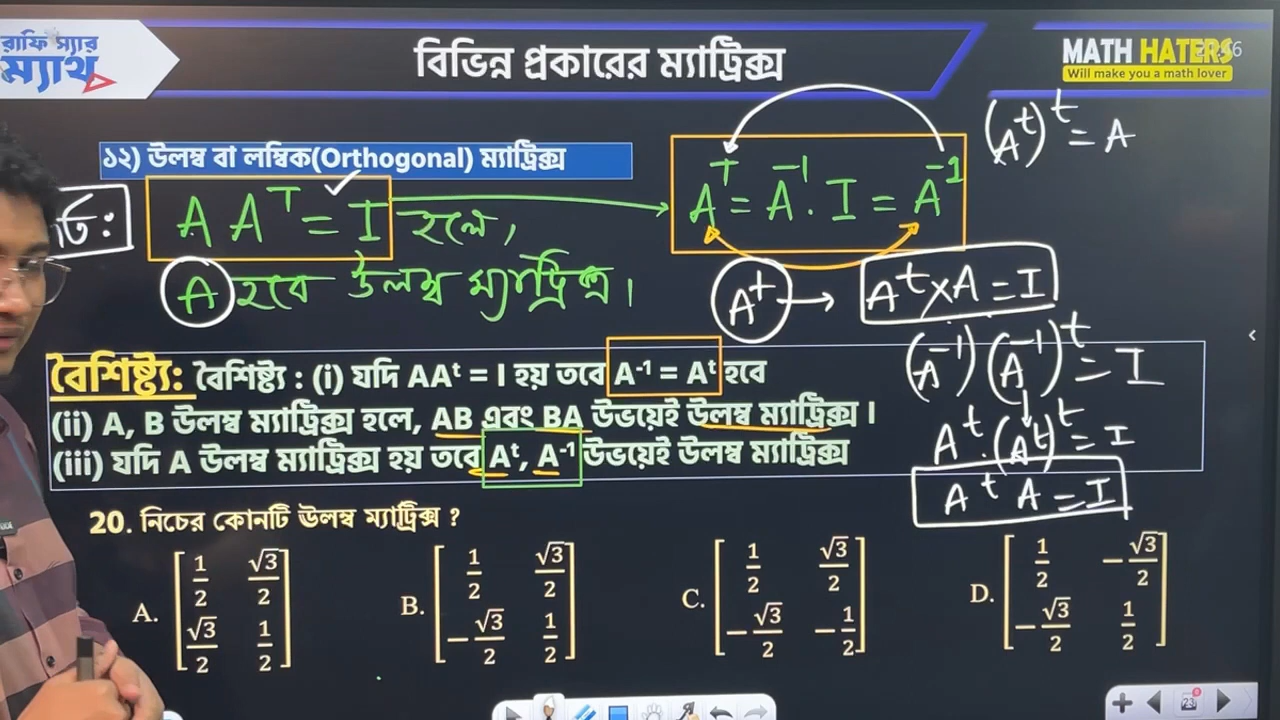 রাফি স্যার
ম্যাথ
বিভিন্ন প্রকারের ম্যাট্রিক্স
MATH HATERS
Will make you a math lover
(Aᵗ)ᵗ = A
১২) উলম্ব বা লম্বিক(Orthogonal) ম্যাট্রিক্স
A Aᵀ = I হলে,
Aᵀ = A⁻¹. I = A⁻¹
A হবে উলম্ব ম্যাট্রিক্স।
Aᵗ → Aᵗ×A = I
(A⁻¹) (A⁻¹)ᵗ = I
Aᵗ. (Aᵗ)ᵗ = I
Aᵗ A = I
বৈশিষ্ট্য: বৈশিষ্ট্য : (i) যদি AAᵗ = I হয় তবে A⁻¹ = Aᵗ হবে
(ii) A, B উলম্ব ম্যাট্রিক্স হলে, AB এবং BA উভয়েই উলম্ব ম্যাট্রিক্স।
(iii) যদি A উলম্ব ম্যাট্রিক্স হয় তবে Aᵗ, A⁻¹ উভয়েই উলম্ব ম্যাট্রিক্স
20. নিচের কোনটি ঊলম্ব ম্যাট্রিক্স ?
A. [1/2 √3/2; √3/2 1/2]
B. [1/2 √3/2; -√3/2 1/2]
C. [1/2 √3/2; -√3/2 -1/2]
D. [1/2 -√3/2; -√3/2 1/2]
23